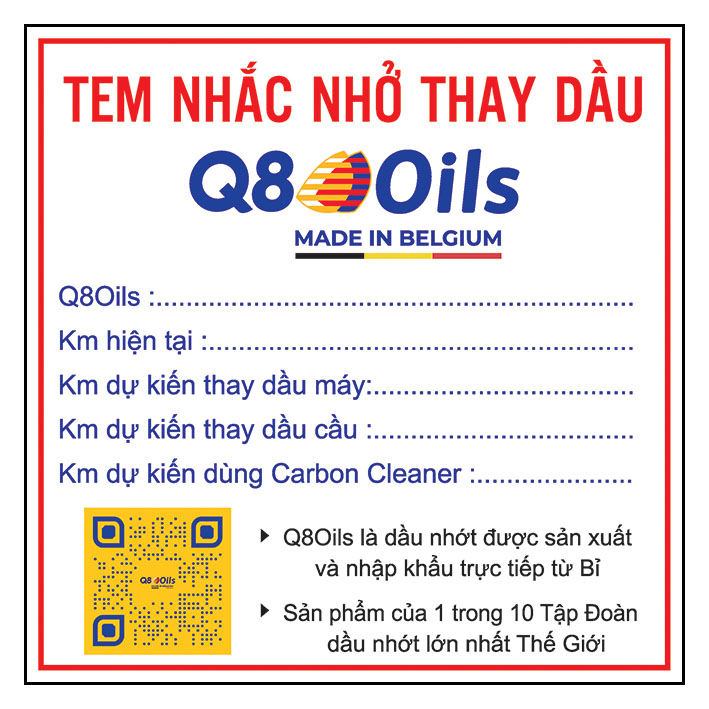 TEM NHẮC NHỞ THAY DẦU
Q8Oils
MADE IN BELGIUM
Q8Oils :......................................................................
Km hiện tại :..............................................................
Km dự kiến thay dầu máy:......................................
Km dự kiến thay dầu cầu :......................................
Km dự kiến dùng Carbon Cleaner :.......................
Q8Oils
Q8Oils là dầu nhớt được sản xuất
và nhập khẩu trực tiếp từ Bỉ
Sản phẩm của 1 trong 10 Tập Đoàn
dầu nhớt lớn nhất Thế Giới